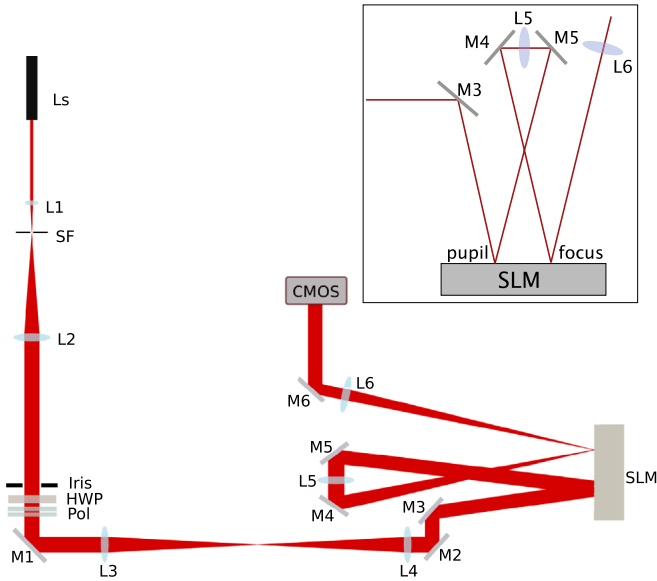 L5
M4
M5
L6
M3
pupil
focus
SLM
Ls
L1
SF
L2
CMOS
L6
M6
M5
L5
M4
SLM
Iris
HWP
Pol
M3
M1
M2
L3
L4